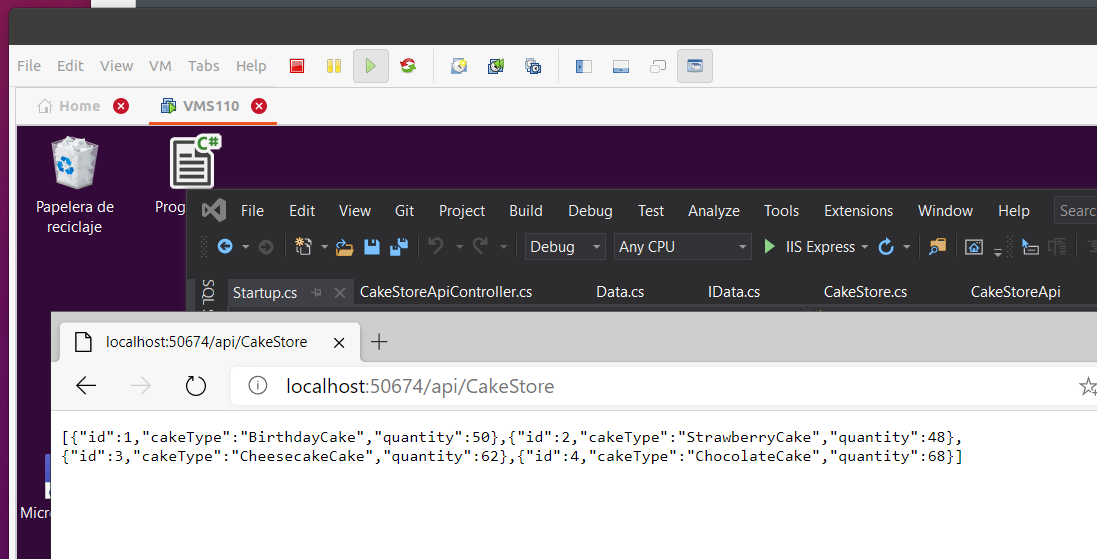 File Edit View VM Tabs Help
Home VMS110
C#
Papelera de
reciclaje
Prog
File Edit View Git Project Build Debug Test Analyze Tools Extensions Window Help Searc
Debug Any CPU IIS Express
SQL
Startup.cs CakeStoreApiController.cs Data.cs IData.cs CakeStore.cs CakeStoreApi
localhost:50674/api/CakeStore
localhost:50674/api/CakeStore
[{"id":1,"cakeType":"BirthdayCake","quantity":50},{"id":2,"cakeType":"StrawberryCake","quantity":48},
{"id":3,"cakeType":"CheesecakeCake","quantity":62},{"id":4,"cakeType":"ChocolateCake","quantity":68}]
Micr